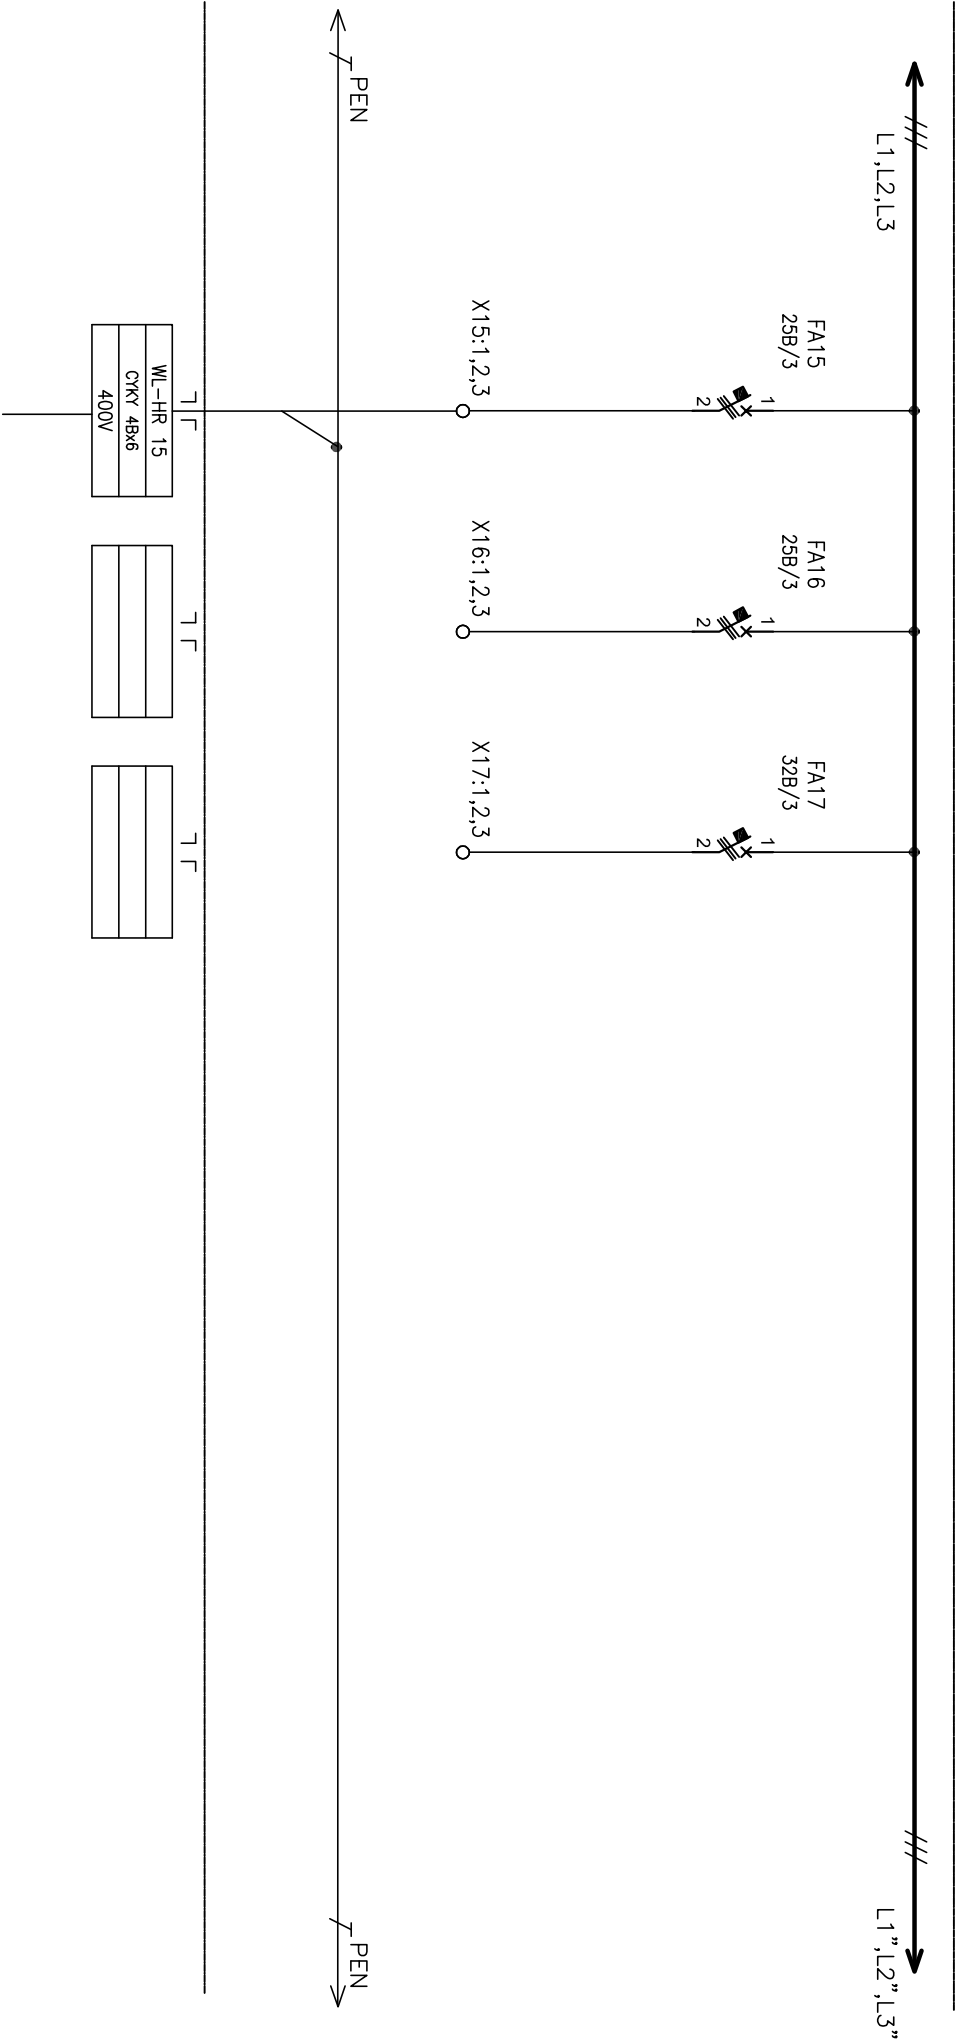 L1,L2,L3
L1",L2",L3"
FA15
25B/3
1
2
X15:1,2,3
FA16
25B/3
1
2
X16:1,2,3
FA17
32B/3
1
2
X17:1,2,3
PEN
PEN
WL-HR 15
CYKY 4Bx6
400V